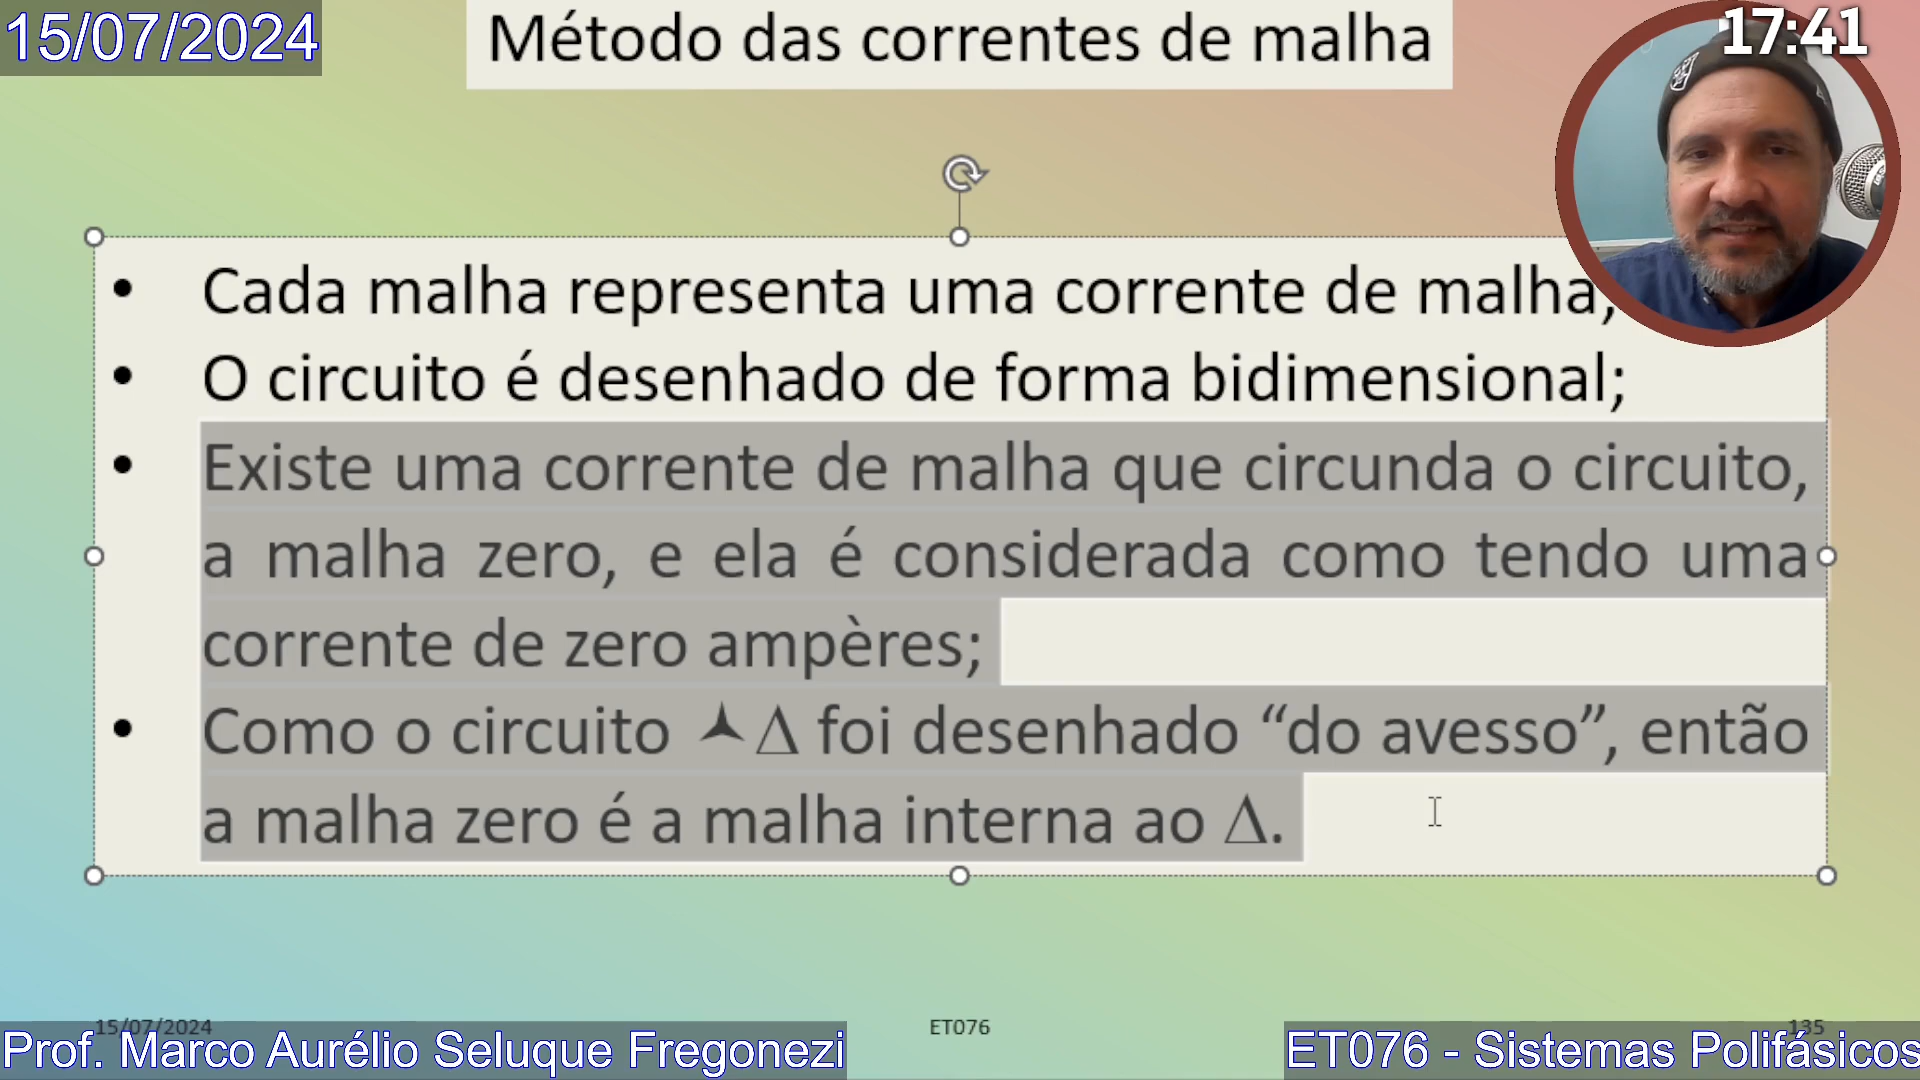 15/07/2024
Método das correntes de malha
17:41
• Cada malha representa uma corrente de malha;
• O circuito é desenhado de forma bidimensional;
• Existe uma corrente de malha que circunda o circuito,
a malha zero, e ela é considerada como tendo uma
corrente de zero ampères;
• Como o circuito ⅄Δ foi desenhado “do avesso”, então
a malha zero é a malha interna ao Δ.
15/07/2024
ET076
135
Prof. Marco Aurélio Seluque Fregonezi
ET076 - Sistemas Polifásicos